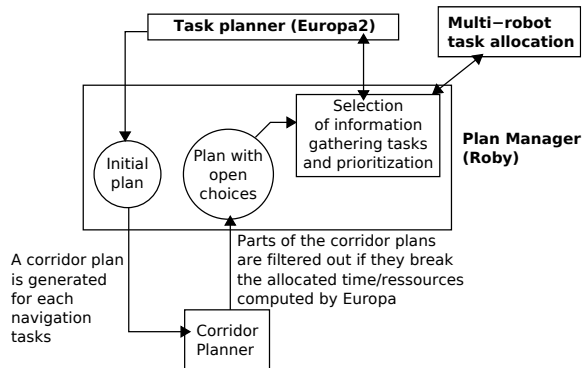 Task planner (Europa2)
Multi−robot
task allocation
Selection
of information
gathering tasks
and prioritization
Plan Manager
(Roby)
Initial
plan
Plan with
open
choices
A corridor plan
is generated
for each
navigation
tasks
Parts of the corridor plans
are filtered out if they break
the allocated time/ressources
computed by Europa
Corridor
Planner